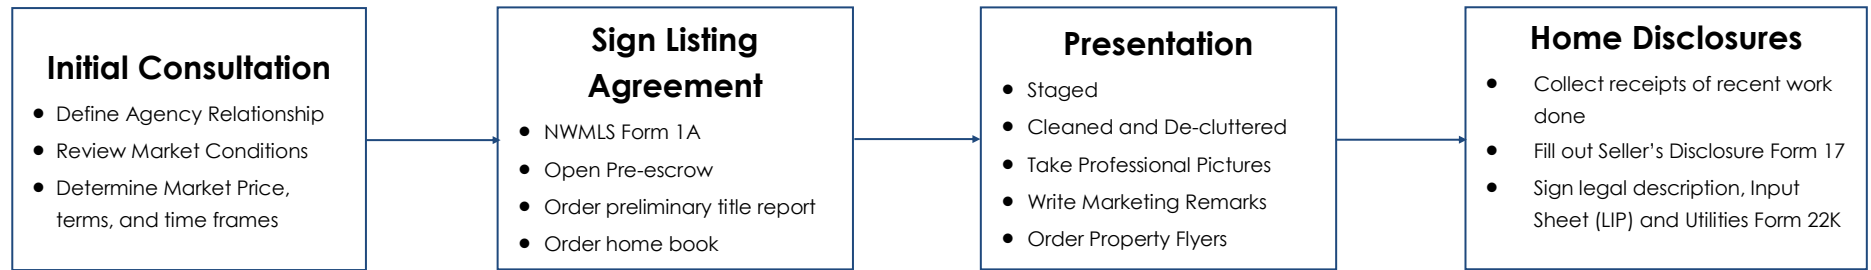 Initial Consultation
• Define Agency Relationship
• Review Market Conditions
• Determine Market Price,
terms, and time frames
Sign Listing
Agreement
• NWMLS Form 1A
• Open Pre-escrow
• Order preliminary title report
• Order home book
Presentation
• Staged
• Cleaned and De-cluttered
• Take Professional Pictures
• Write Marketing Remarks
• Order Property Flyers
Home Disclosures
• Collect receipts of recent work
done
• Fill out Seller’s Disclosure Form 17
• Sign legal description, Input
Sheet (LIP) and Utilities Form 22K